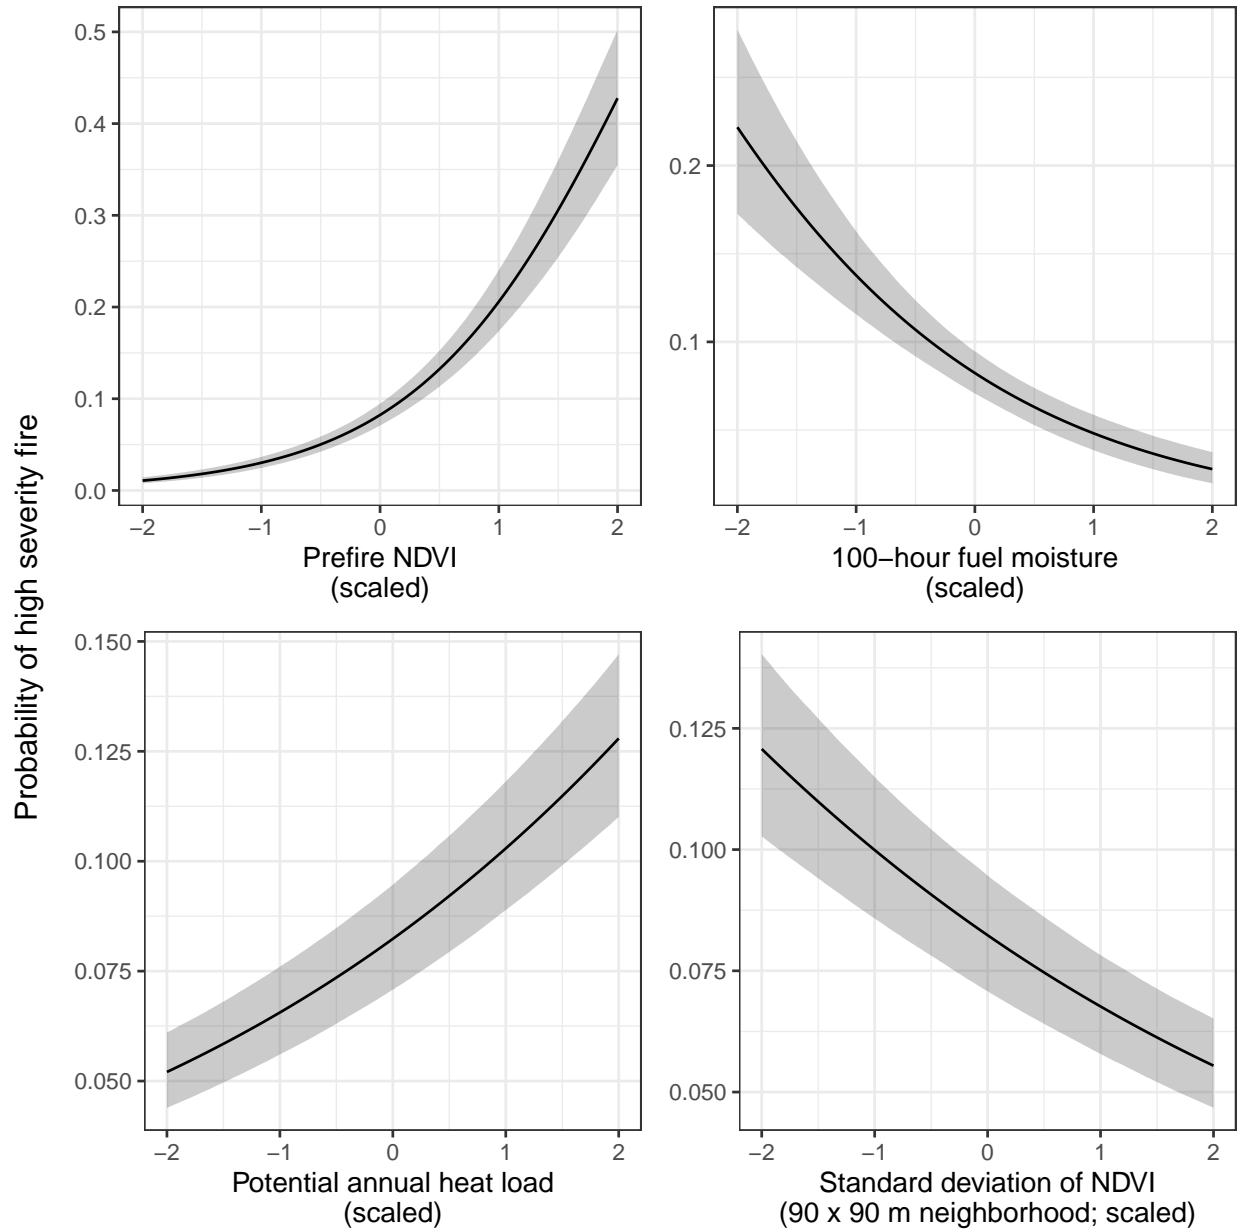 Probability of high severity fire
0.5
0.4
0.3
0.2
0.1
0.0
−2 −1 0 1 2
Prefire NDVI
(scaled)
0.2
0.1
−2 −1 0 1 2
100−hour fuel moisture
(scaled)
0.150
0.125
0.100
0.075
0.050
−2 −1 0 1 2
Potential annual heat load
(scaled)
0.125
0.100
0.075
0.050
−2 −1 0 1 2
Standard deviation of NDVI
(90 x 90 m neighborhood; scaled)